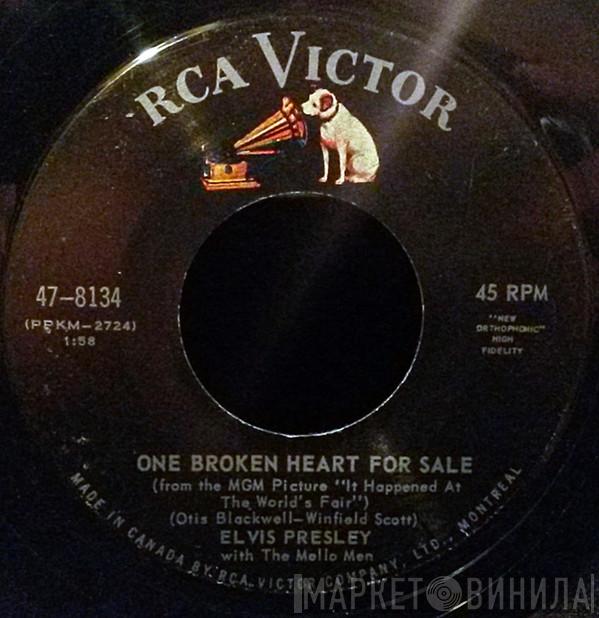 RCA VICTOR
47-8134
(PPKM-2724)
1:58
45 RPM
"NEW
ORTHOPHONIC"
HIGH
FIDELITY
ONE BROKEN HEART FOR SALE
(from the MGM Picture "It Happened At
The World's Fair")
(Otis Blackwell—Winfield Scott)
ELVIS PRESLEY
with The Mello Men
MADE IN CANADA BY RCA VICTOR COMPANY, LTD., MONTREAL
МАРКЕТ ВИНИЛА